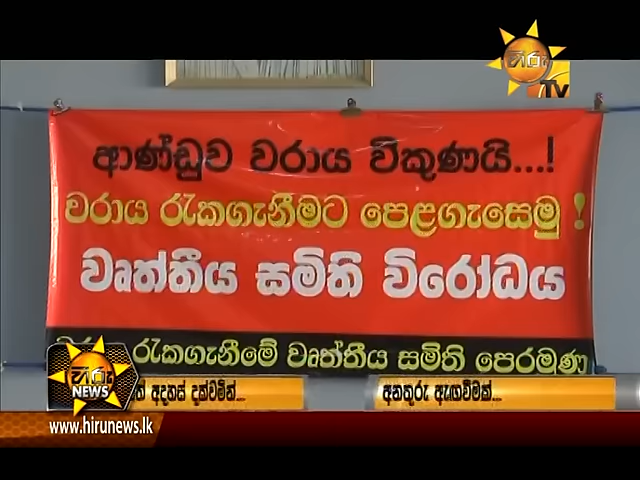 හිරු TV
ආණ්ඩුව වරාය විකුණයි...!
වරාය රැකගැනීමට පෙළගැසෙමු !
වෘත්තීය සමිති විරෝධය
රැකගැනීමේ වෘත්තීය සමිති පෙරමුණ
හිරු NEWS
අදහස් දක්වමින්...
අනතුරු ඇඟවීමක්...
www.hirunews.lk